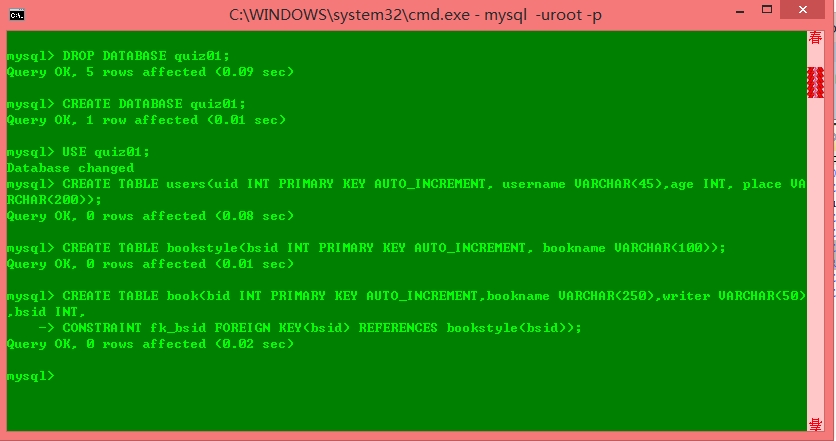 C:\WINDOWS\system32\cmd.exe - mysql  -uroot -p
mysql> DROP DATABASE quiz01;
Query OK, 5 rows affected (0.09 sec)
mysql> CREATE DATABASE quiz01;
Query OK, 1 row affected (0.01 sec)
mysql> USE quiz01;
Database changed
mysql> CREATE TABLE users(uid INT PRIMARY KEY AUTO_INCREMENT, username VARCHAR(45),age INT, place VA
RCHAR(200));
Query OK, 0 rows affected (0.08 sec)
mysql> CREATE TABLE bookstyle(bsid INT PRIMARY KEY AUTO_INCREMENT, bookname VARCHAR(100));
Query OK, 0 rows affected (0.01 sec)
mysql> CREATE TABLE book(bid INT PRIMARY KEY AUTO_INCREMENT,bookname VARCHAR(250),writer VARCHAR(50)
,bsid INT,
    -> CONSTRAINT fk_bsid FOREIGN KEY(bsid) REFERENCES bookstyle(bsid));
Query OK, 0 rows affected (0.02 sec)
mysql>